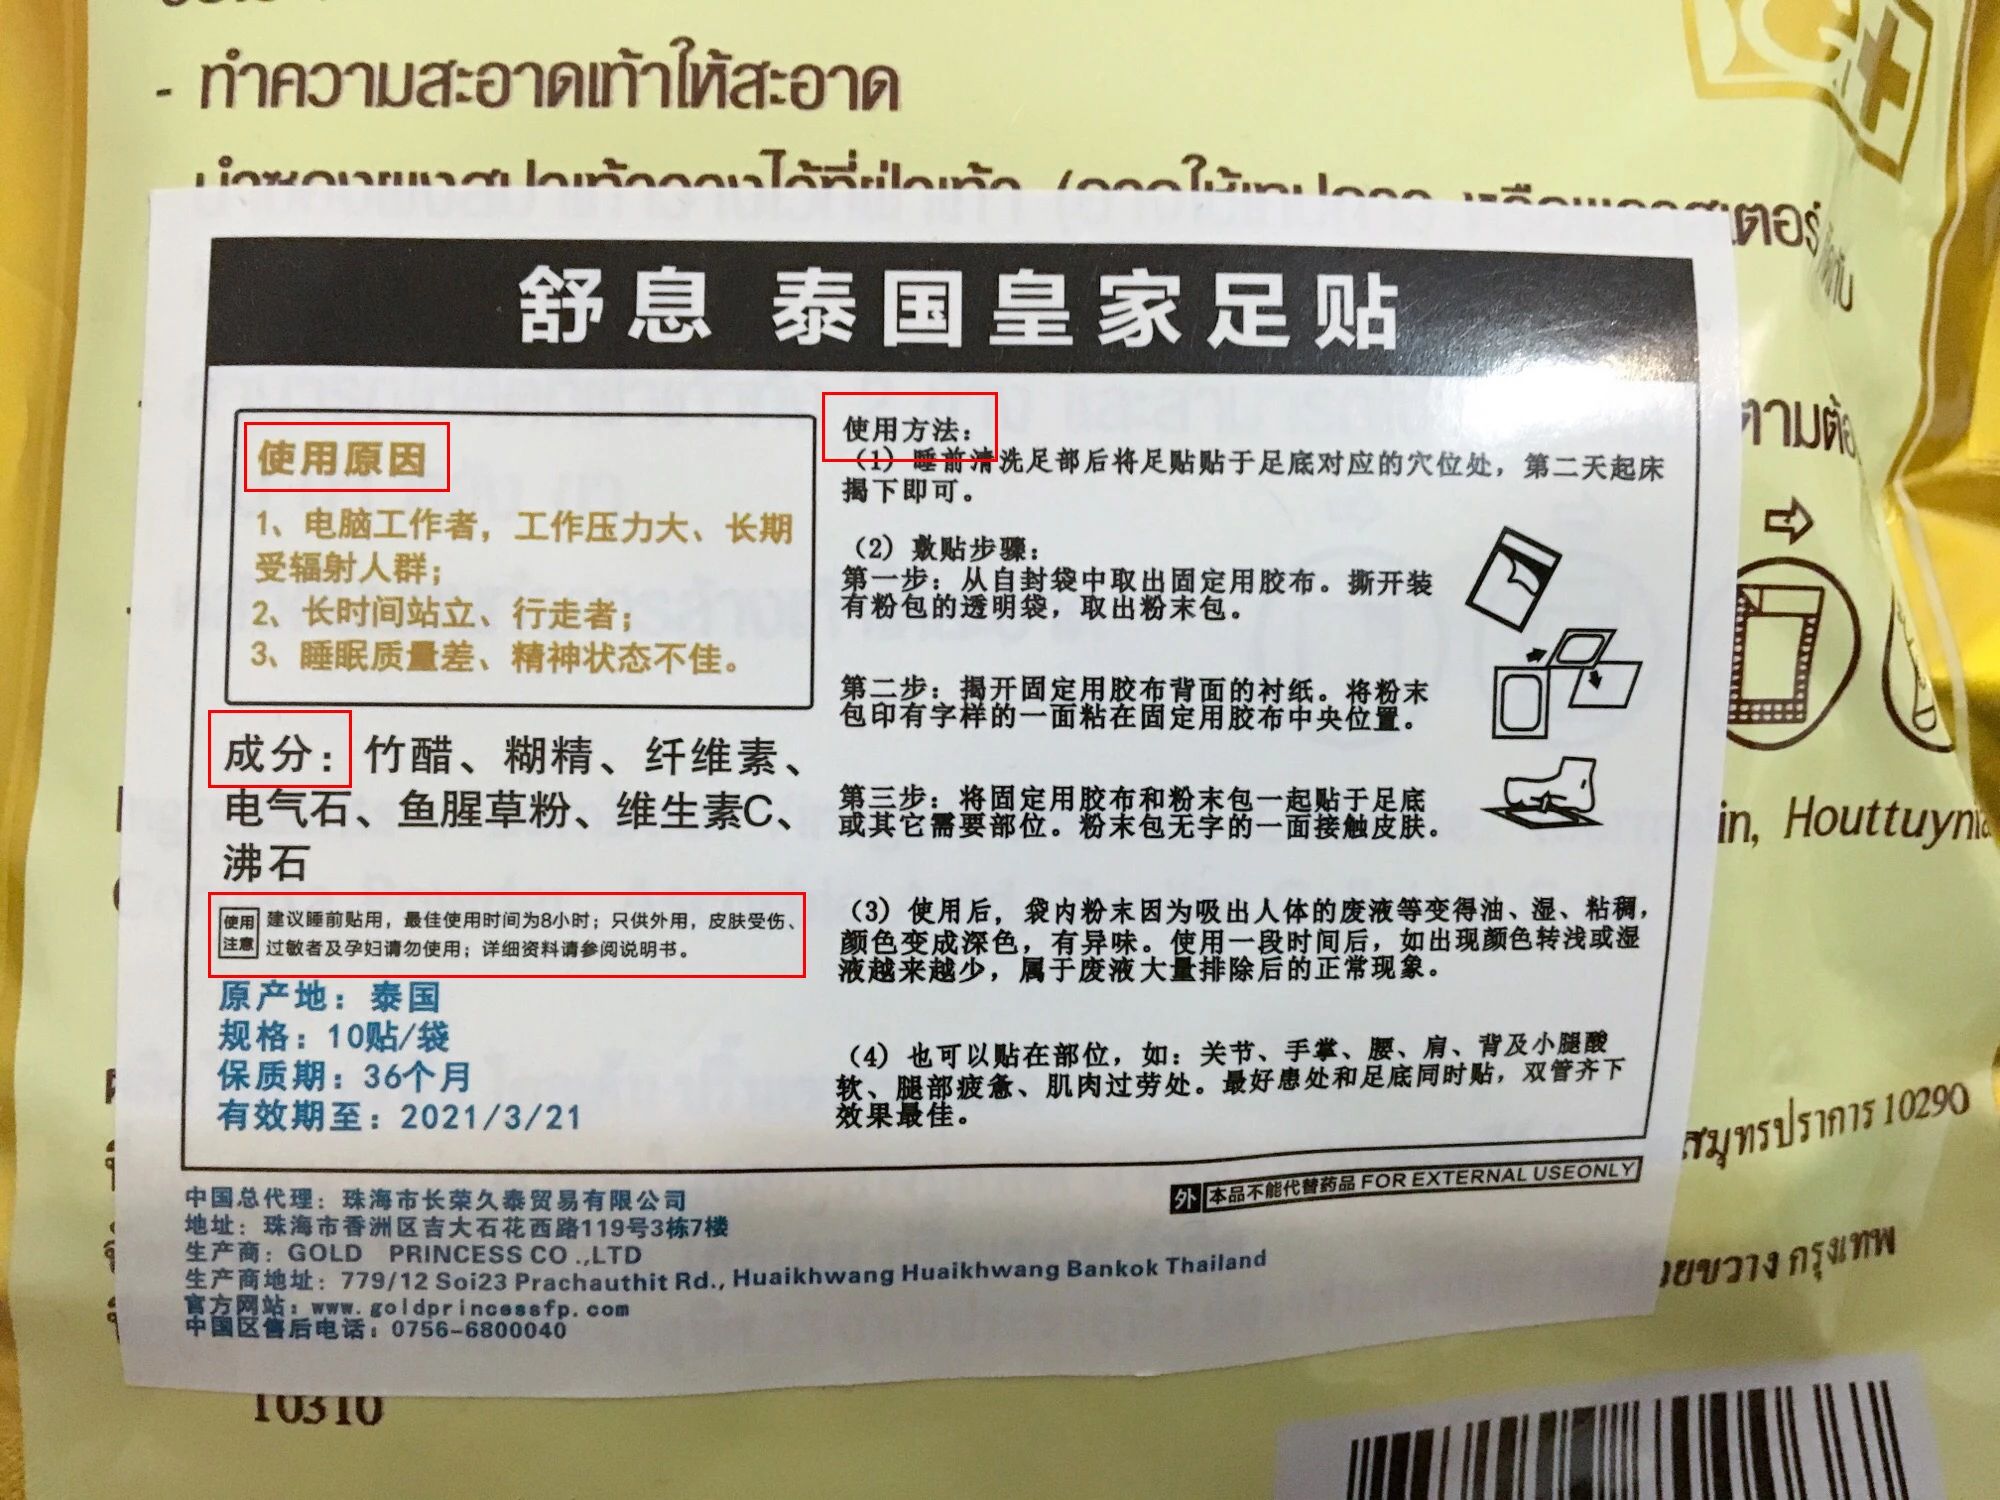 - ทำความสะอาดเท้าให้สะอาด
เตอร์
舒息 泰国皇家足贴
使用原因
1、电脑工作者，工作压力大、长期
受辐射人群；
2、长时间站立、行走者；
3、睡眠质量差、精神状态不佳。
成分：竹醋、糊精、纤维素、
电气石、鱼腥草粉、维生素C、
沸石
使用
注意
建议睡前贴用，最佳使用时间为8小时；只供外用，皮肤受伤、
过敏者及孕妇请勿使用；详细资料请参阅说明书。
原产地：泰国
规格：10贴/袋
保质期：36个月
有效期至：2021/3/21
使用方法：
（1）睡前清洗足部后将足贴贴于足底对应的穴位处，第二天起床
揭下即可。
（2）敷贴步骤：
第一步：从自封袋中取出固定用胶布。撕开装
有粉包的透明袋，取出粉末包。
第二步：揭开固定用胶布背面的衬纸。将粉末
包印有字样的一面粘在固定用胶布中央位置。
第三步：将固定用胶布和粉末包一起贴于足底
或其它需要部位。粉末包无字的一面接触皮肤。
（3）使用后，袋内粉末因为吸出人体的废液等变得油、湿、粘稠，
颜色变成深色，有异味。使用一段时间后，如出现颜色转浅或湿
液越来越少，属于废液大量排除后的正常现象。
（4）也可以贴在部位，如：关节、手掌、腰、肩、背及小腿酸
软、腿部疲惫、肌肉过劳处。最好患处和足底同时贴，双管齐下
效果最佳。
外 本品不能代替药品 FOR EXTERNAL USEONLY
中国总代理：珠海市长荣久泰贸易有限公司
地址：珠海市香洲区吉大石花西路119号3栋7楼
生产商：GOLD PRINCESS CO .,LTD
生产商地址：779/12 Soi23 Prachauthit Rd., Huaikhwang Huaikhwang Bankok Thailand
官方网站：www.goldprincessfp.com
中国区售后电话：0756-6800040
ตามต้อ
in, Houttuynia
สมุทรปราการ 10290
ยขวาง กรุงเทพ
10310